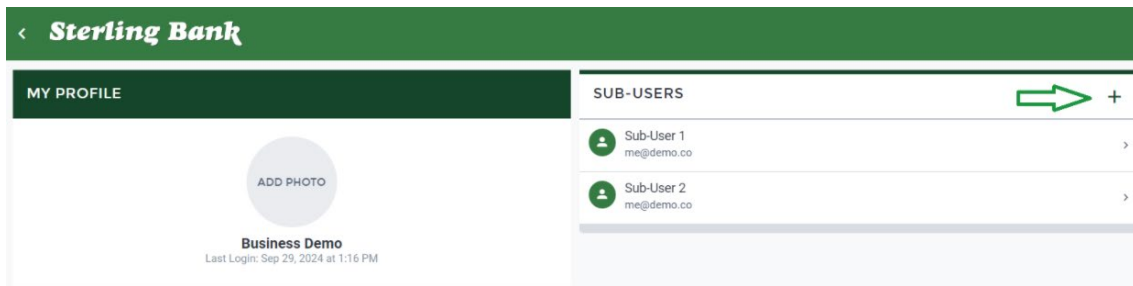 Sterling Bank
MY PROFILE
ADD PHOTO
Business Demo
Last Login: Sep 29, 2024 at 1:16 PM
SUB-USERS
Sub-User 1
me@demo.co
Sub-User 2
me@demo.co